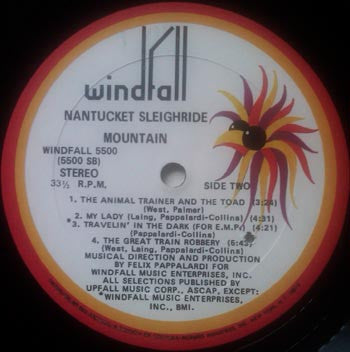 windfall
NANTUCKET SLEIGHRIDE
MOUNTAIN
WINDFALL 5500
(5500 SB)
STEREO
33⅓ R.P.M.
SIDE TWO
1. THE ANIMAL TRAINER AND THE TOAD (3:24)
(West, Palmer)
2. MY LADY (Laing, Pappalardi-Collins) (4:31)
*3. TRAVELIN' IN THE DARK (FOR E.M.P.) (4:21)
(Pappalardi-Collins)
4. THE GREAT TRAIN ROBBERY (5:43)
(West, Laing, Pappalardi-Collins)
MUSICAL DIRECTION AND PRODUCTION
BY FELIX PAPPALARDI FOR
WINDFALL MUSIC ENTERPRISES, INC.
ALL SELECTIONS PUBLISHED BY
UPFALL MUSIC CORP., ASCAP, EXCEPT:
*WINDFALL MUSIC ENTERPRISES,
INC., BMI.